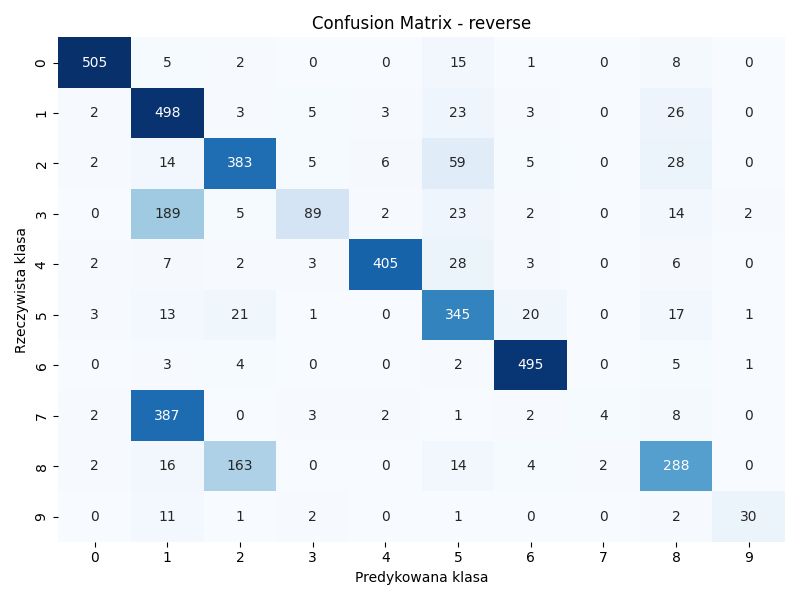 Confusion Matrix - reverse
Rzeczywista klasa
0 505 5 2 0 0 15 1 0 8 0
1 2 498 3 5 3 23 3 0 26 0
2 2 14 383 5 6 59 5 0 28 0
3 0 189 5 89 2 23 2 0 14 2
4 2 7 2 3 405 28 3 0 6 0
5 3 13 21 1 0 345 20 0 17 1
6 0 3 4 0 0 2 495 0 5 1
7 2 387 0 3 2 1 2 4 8 0
8 2 16 163 0 0 14 4 2 288 0
9 0 11 1 2 0 1 0 0 2 30
0 1 2 3 4 5 6 7 8 9
Predykowana klasa